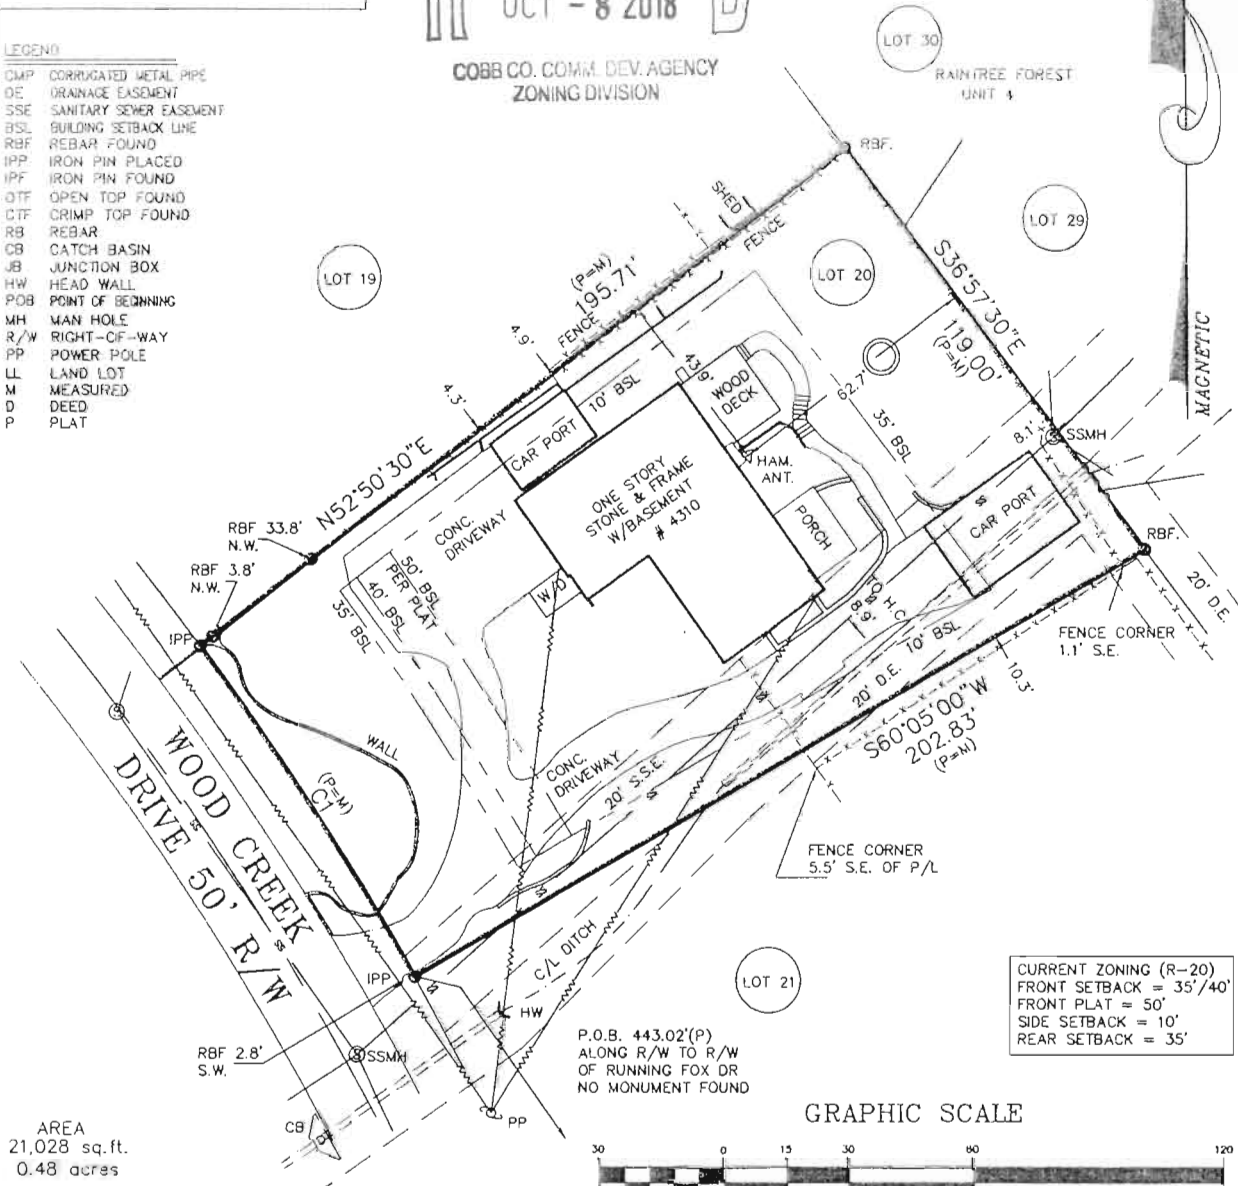 OCT - 8 2018
COBB CO. COMM. DEV. AGENCY
ZONING DIVISION
LEGEND
CMP CORRUGATED METAL PIPE
DE DRAINAGE EASEMENT
SSE SANITARY SEWER EASEMENT
BSL BUILDING SETBACK LINE
RBF REBAR FOUND
IPP IRON PIN PLACED
IPF IRON PIN FOUND
OTF OPEN TOP FOUND
CTF CRIMP TOP FOUND
RB REBAR
CB CATCH BASIN
JB JUNCTION BOX
HW HEAD WALL
POB POINT OF BEGINNING
MH MAN HOLE
R/W RIGHT-OF-WAY
PP POWER POLE
LL LAND LOT
M MEASURED
D DEED
P PLAT
LOT 30
RAINTREE FOREST
UNIT 4
RBF.
LOT 29
MAGNETIC
LOT 19
LOT 20
SHED
FENCE
(P=M)
195.71'
FENCE
S36°57'30"E
119.00'
(P=M)
4.9'
4.3'
N52°50'30"E
10' BSL
43.9'
WOOD
DECK
62.7'
35' BSL
8.1'
SSMH
CAR PORT
HAM.
ANT.
ONE STORY
STONE & FRAME
W/BASEMENT
# 4310
PORCH
CAR PORT
RBF.
20' D.E.
CONC.
DRIVEWAY
RBF 33.8'
N.W.
RBF 3.8'
N.W.
50' BSL
PER PLAT
40' BSL
35' BSL
W/D
TO H.C.
8.9'
10' BSL
20' D.E.
FENCE CORNER
1.1' S.E.
10.3'
S60°05'00"W
202.83'
(P=M)
IPP
WALL
(P=M)
C1
CONC.
DRIVEWAY
20' S.S.E.
WOOD CREEK
DRIVE 50' R/W
FENCE CORNER
5.5' S.E. OF P/L
C/L DITCH
LOT 21
IPP
HW
RBF 2.8'
S.W.
SSMH
CB
PP
P.O.B. 443.02'(P)
ALONG R/W TO R/W
OF RUNNING FOX DR
NO MONUMENT FOUND
CURRENT ZONING (R-20)
FRONT SETBACK = 35'/40'
FRONT PLAT = 50'
SIDE SETBACK = 10'
REAR SETBACK = 35'
AREA
21,028 sq.ft.
0.48 acres
GRAPHIC SCALE
30 0 15 30 60 120